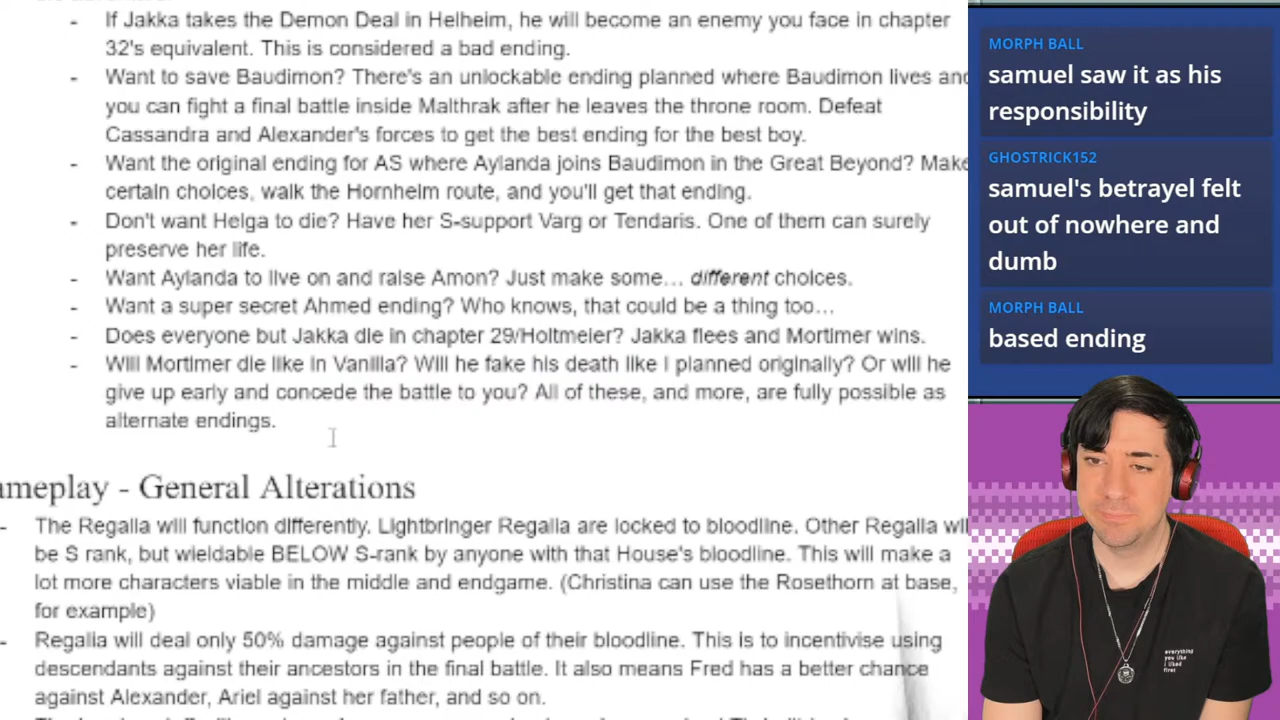 - If Jakka takes the Demon Deal in Helheim, he will become an enemy you face in chapter
32's equivalent. This is considered a bad ending.
- Want to save Baudimon? There's an unlockable ending planned where Baudimon lives and
you can fight a final battle inside Malthrak after he leaves the throne room. Defeat
Cassandra and Alexander's forces to get the best ending for the best boy.
- Want the original ending for AS where Aylanda joins Baudimon in the Great Beyond? Make
certain choices, walk the Hornheim route, and you'll get that ending.
- Don't want Helga to die? Have her S-support Varg or Tendaris. One of them can surely
preserve her life.
- Want Aylanda to live on and raise Amon? Just make some... different choices.
- Want a super secret Ahmed ending? Who knows, that could be a thing too...
- Does everyone but Jakka die in chapter 29/Holtmeier? Jakka flees and Mortimer wins.
- Will Mortimer die like in Vanilla? Will he fake his death like I planned originally? Or will he
give up early and concede the battle to you? All of these, and more, are fully possible as
alternate endings.
ameplay - General Alterations
- The Regalia will function differently. Lightbringer Regalia are locked to bloodline. Other Regalia will
be S rank, but wieldable BELOW S-rank by anyone with that House's bloodline. This will make a
lot more characters viable in the middle and endgame. (Christina can use the Rosethorn at base,
for example)
- Regalia will deal only 50% damage against people of their bloodline. This is to incentivise using
descendants against their ancestors in the final battle. It also means Fred has a better chance
against Alexander, Ariel against her father, and so on.
MORPH BALL
samuel saw it as his
responsibility
GHOSTRICK152
samuel's betrayel felt
out of nowhere and
dumb
MORPH BALL
based ending
everything
you like
i liked
first